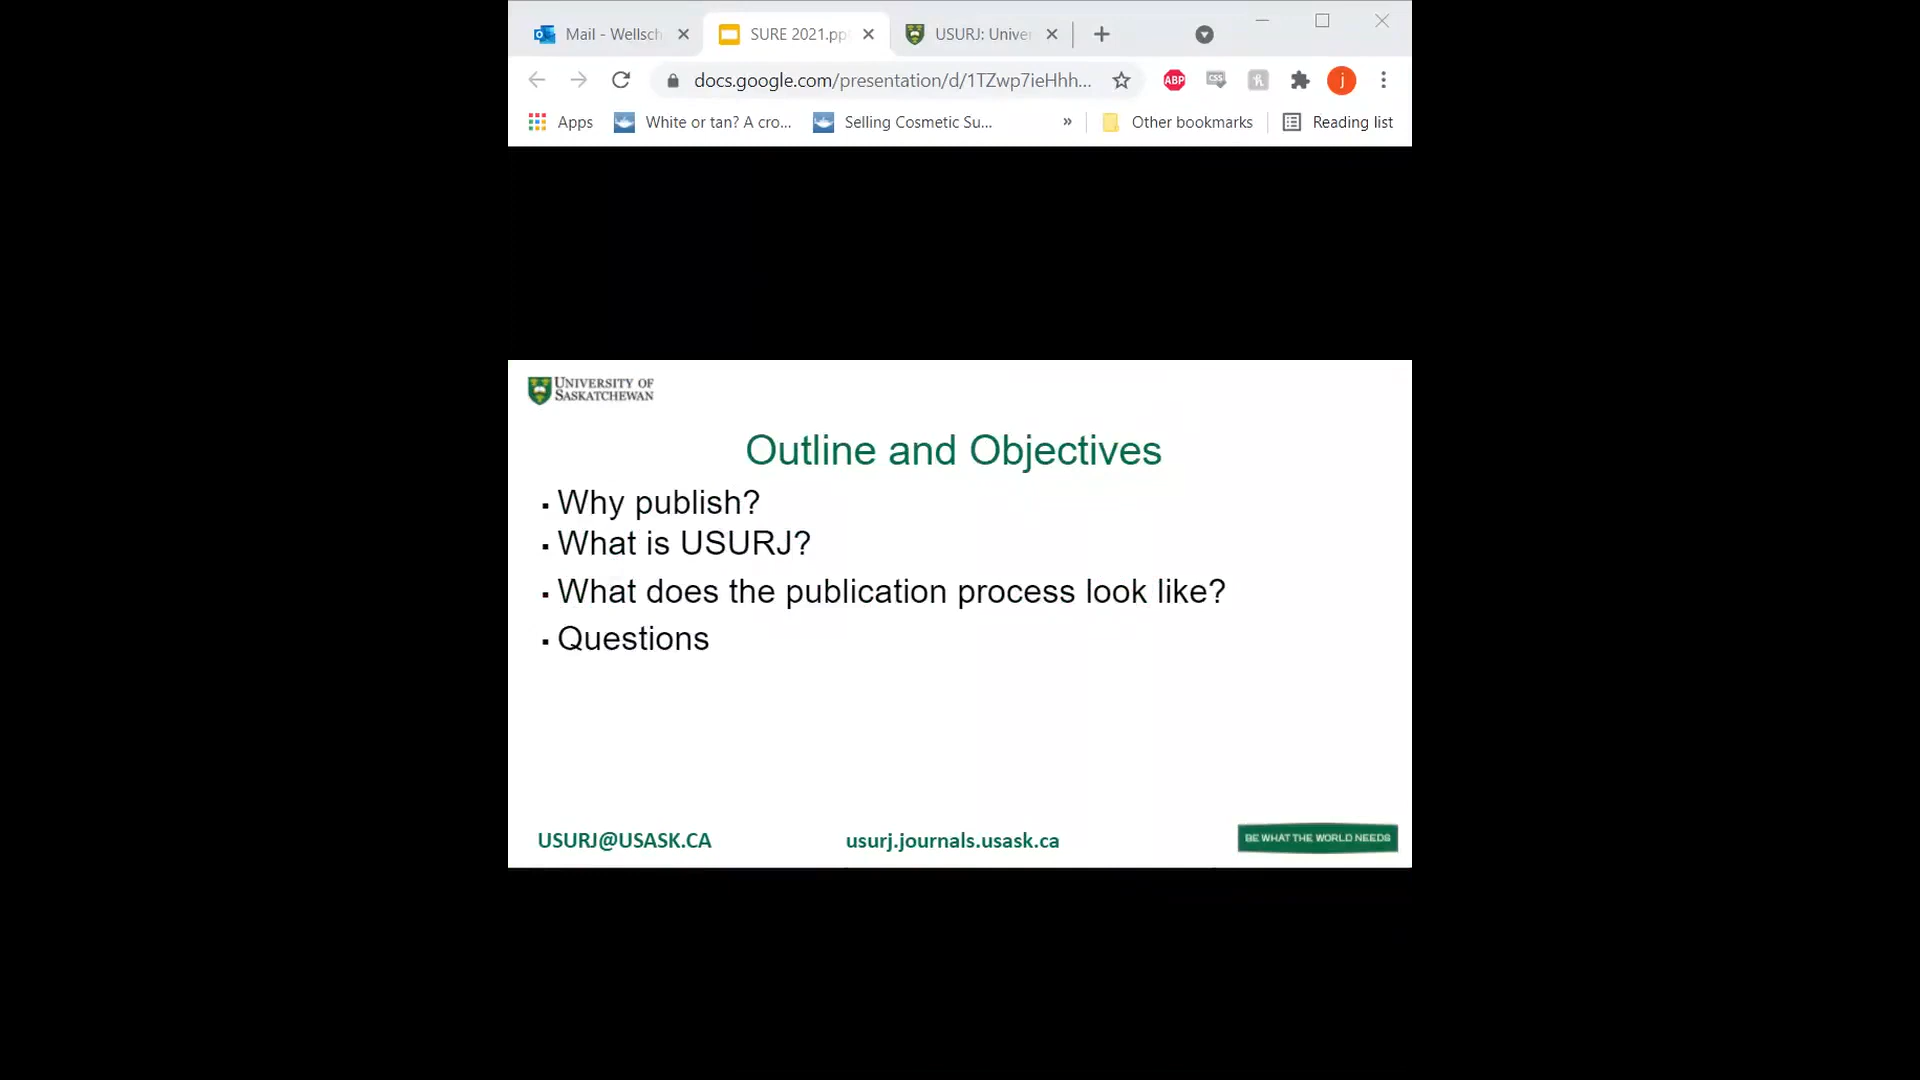 Mail - Wellsch
SURE 2021.pp
USURJ: Unive
docs.google.com/presentation/d/1TZwp7ieHhh...
ABP
CSS
j
Apps
White or tan? A cro...
Selling Cosmetic Su...
»
Other bookmarks
Reading list
UNIVERSITY OF
SASKATCHEWAN
Outline and Objectives
▪ Why publish?
▪ What is USURJ?
▪ What does the publication process look like?
▪ Questions
USURJ@USASK.CA
usurj.journals.usask.ca
BE WHAT THE WORLD NEEDS